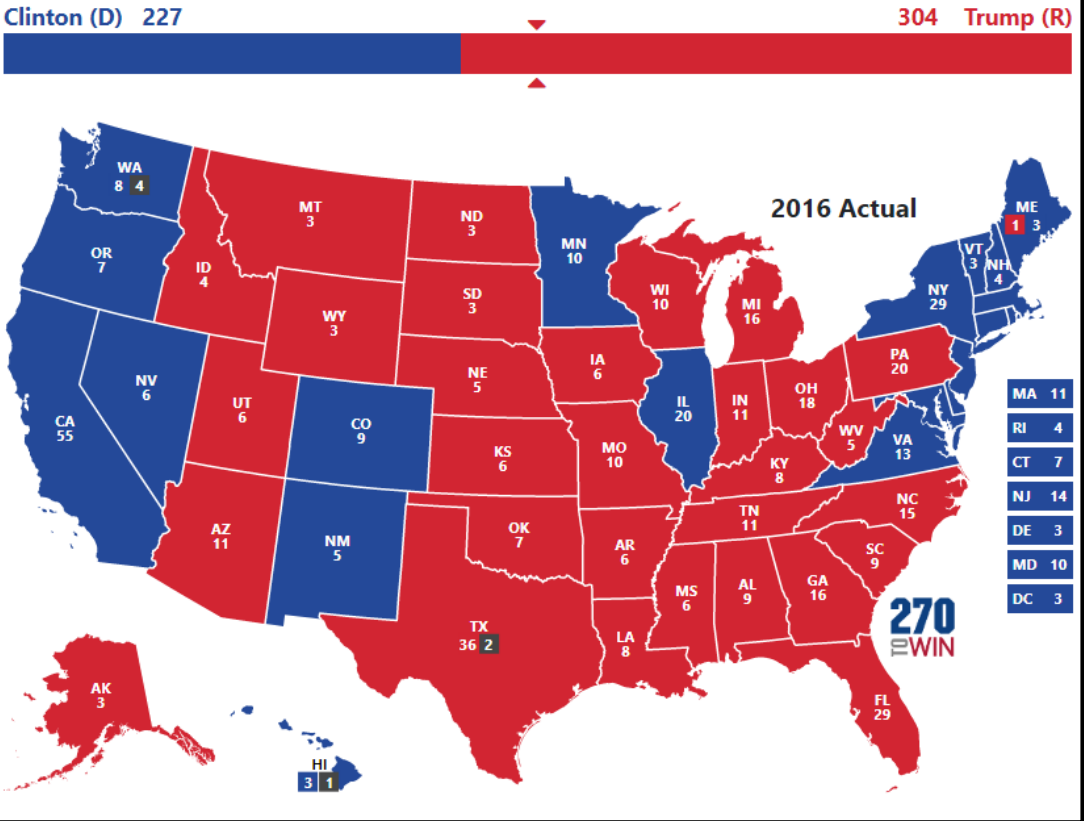 Clinton (D) 227
304 Trump (R)
2016 Actual
WA
8 4
OR
7
CA
55
NV
6
ID
4
MT
3
WY
3
UT
6
CO
9
AZ
11
NM
5
ND
3
SD
3
NE
5
KS
6
OK
7
TX
36 2
MN
10
IA
6
MO
10
AR
6
LA
8
WI
10
IL
20
MI
16
IN
11
OH
18
KY
8
TN
11
MS
6
AL
9
GA
16
FL
29
SC
9
NC
15
VA
13
WV
5
PA
20
NY
29
VT
3
NH
4
ME
1 3
MA 11
RI 4
CT 7
NJ 14
DE 3
MD 10
DC 3
AK
3
HI
3 1
270
TO WIN